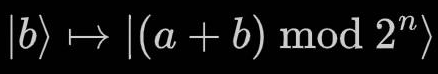 |b⟩ ↦ |(a + b) mod 2ⁿ⟩